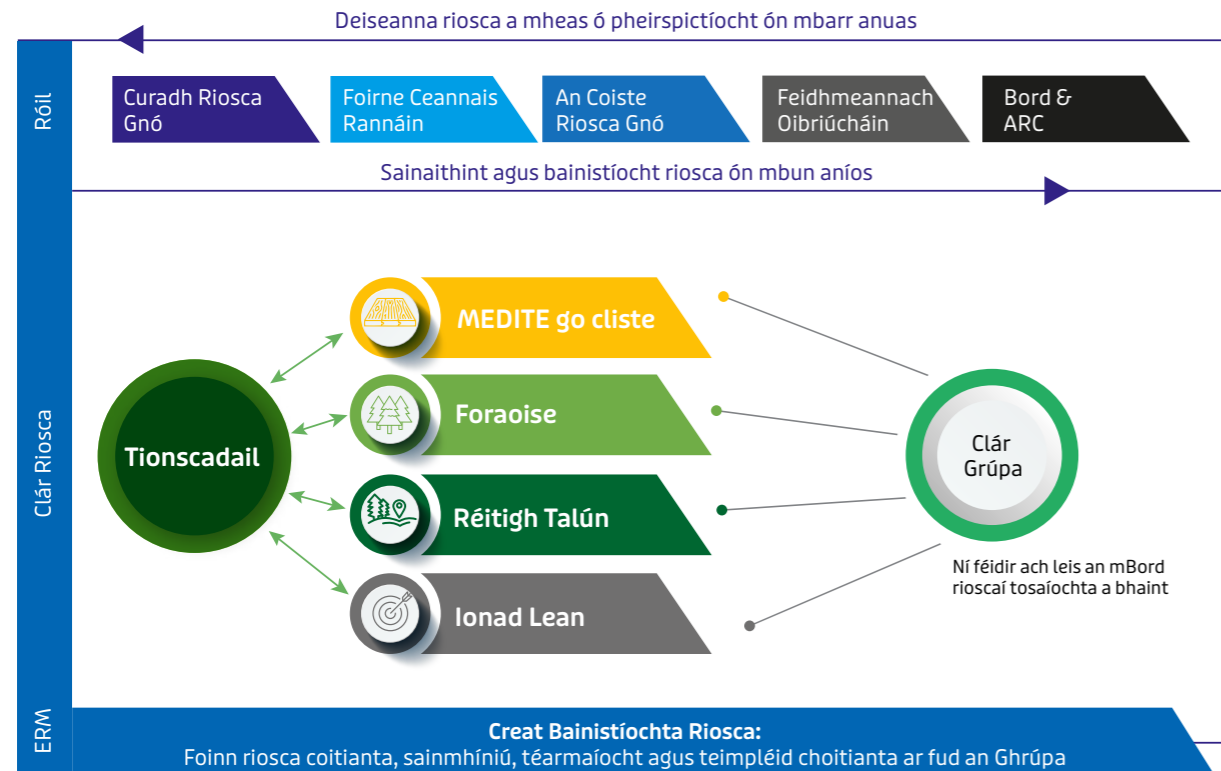 Deiseanna riosca a mheas ó pheirspictíocht ón mbarr anuas
Róil
Curadh Riosca
Gnó
Foirne Ceannais
Rannáin
An Coiste
Riosca Gnó
Feidhmeannach
Oibriúcháin
Bord &
ARC
Sainaithint agus bainistíocht riosca ón mbun aníos
Clár Riosca
Tionscadail
MEDITE go cliste
Foraoise
Réitigh Talún
Ionad Lean
Clár
Grúpa
Ní féidir ach leis an mBord
rioscaí tosaíochta a bhaint
ERM
Creat Bainistíochta Riosca:
Foinn riosca coitianta, sainmhíniú, téarmaíocht agus teimpléid choitianta ar fud an Ghrúpa